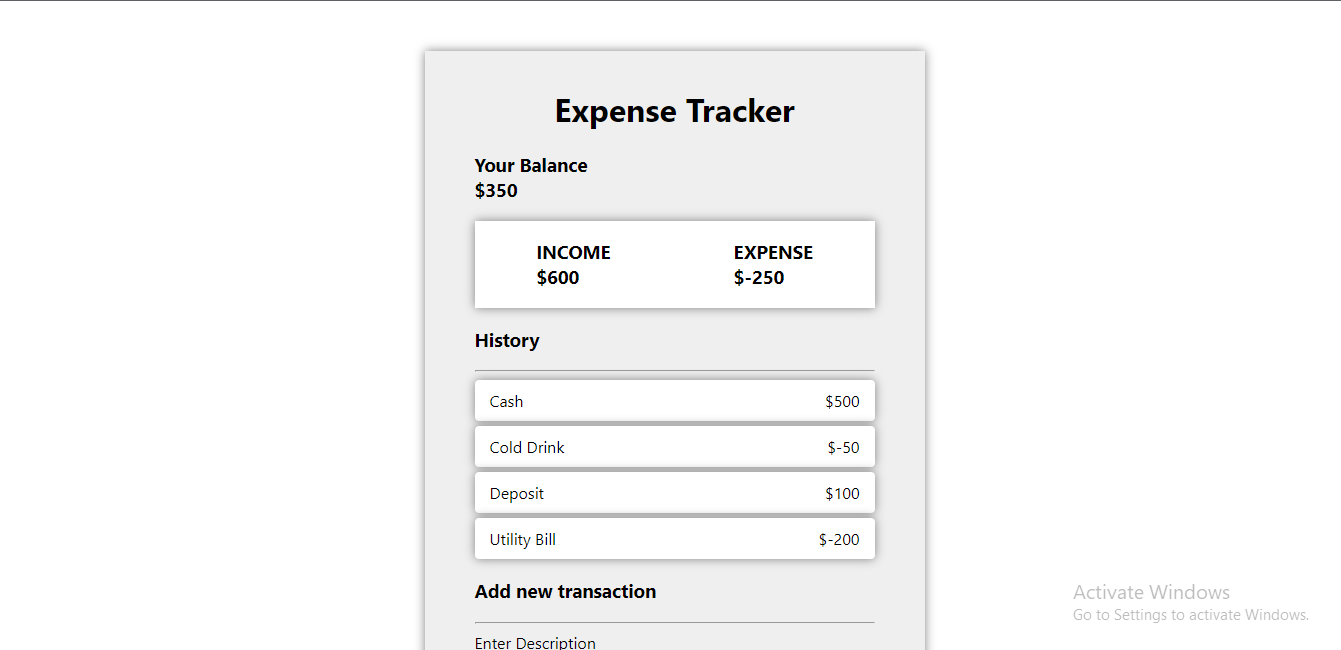 Expense Tracker
Your Balance
$350
INCOME EXPENSE
$600 $-250
History
Cash $500
Cold Drink $-50
Deposit $100
Utility Bill $-200
Add new transaction
Enter Description
Activate Windows
Go to Settings to activate Windows.